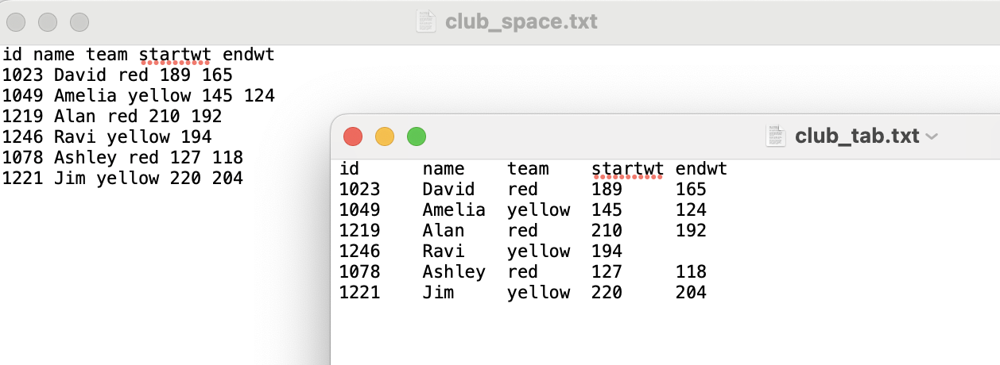 club_space.txt
id name team startwt endwt
1023 David red 189 165
1049 Amelia yellow 145 124
1219 Alan red 210 192
1246 Ravi yellow 194
1078 Ashley red 127 118
1221 Jim yellow 220 204
club_tab.txt
id name team startwt endwt
1023 David red 189 165
1049 Amelia yellow 145 124
1219 Alan red 210 192
1246 Ravi yellow 194
1078 Ashley red 127 118
1221 Jim yellow 220 204